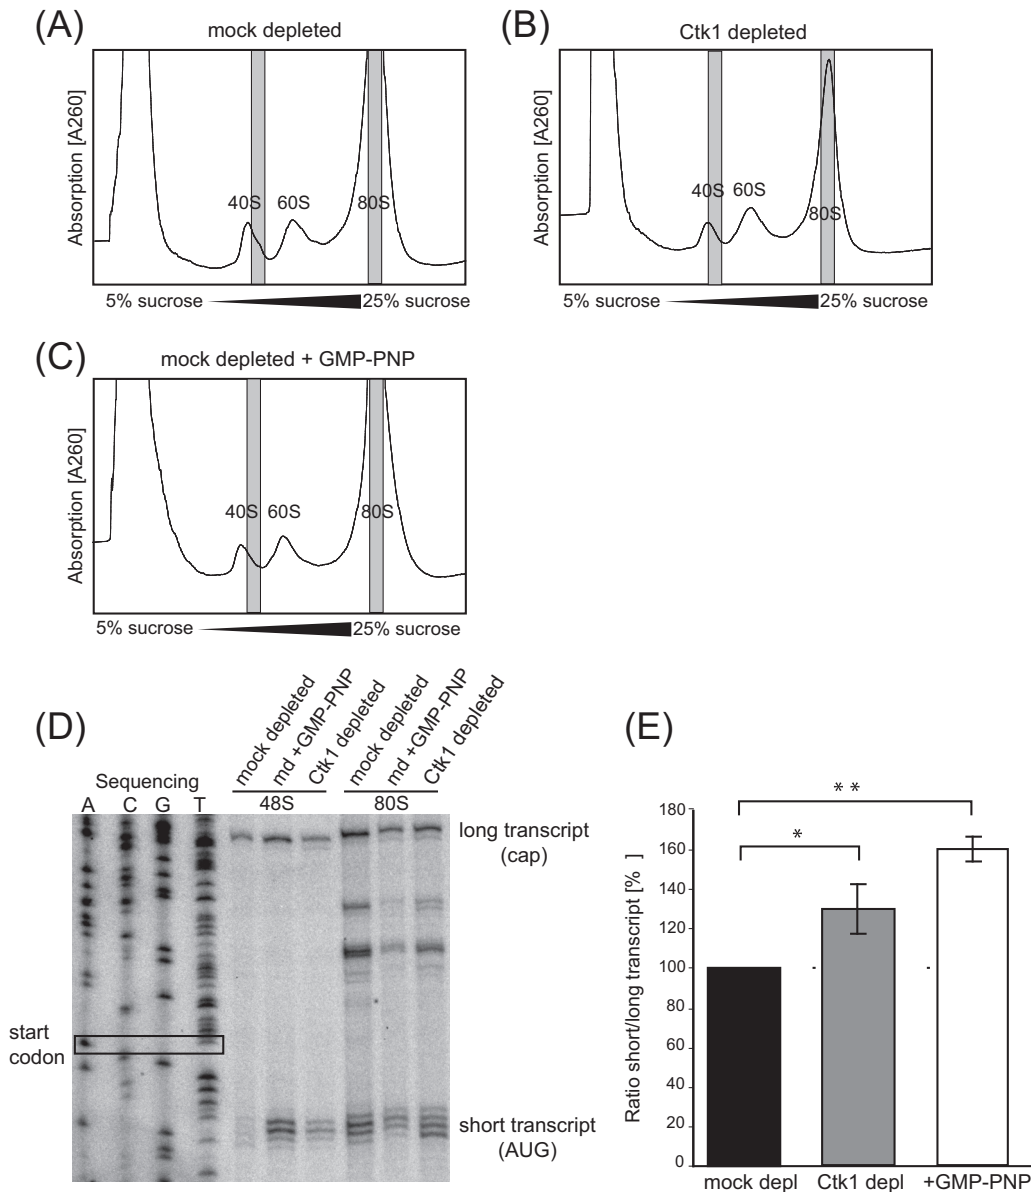 (A)
mock depleted
Absorption [A260]
40S
60S
80S
5% sucrose
25% sucrose
(B)
Ctk1 depleted
Absorption [A260]
40S
60S
80S
5% sucrose
25% sucrose
(C)
mock depleted + GMP-PNP
Absorption [A260]
40S
60S
80S
5% sucrose
25% sucrose
(D)
Sequencing
A C G T
mock depleted
md +GMP-PNP
Ctk1 depleted
48S
mock depleted
md +GMP-PNP
Ctk1 depleted
80S
long transcript
(cap)
start
codon
short transcript
(AUG)
(E)
Ratio short/long transcript [% ]
160
140
120
100
80
60
40
20
0
* *
*
mock depl
Ctk1 depl
+GMP-PNP